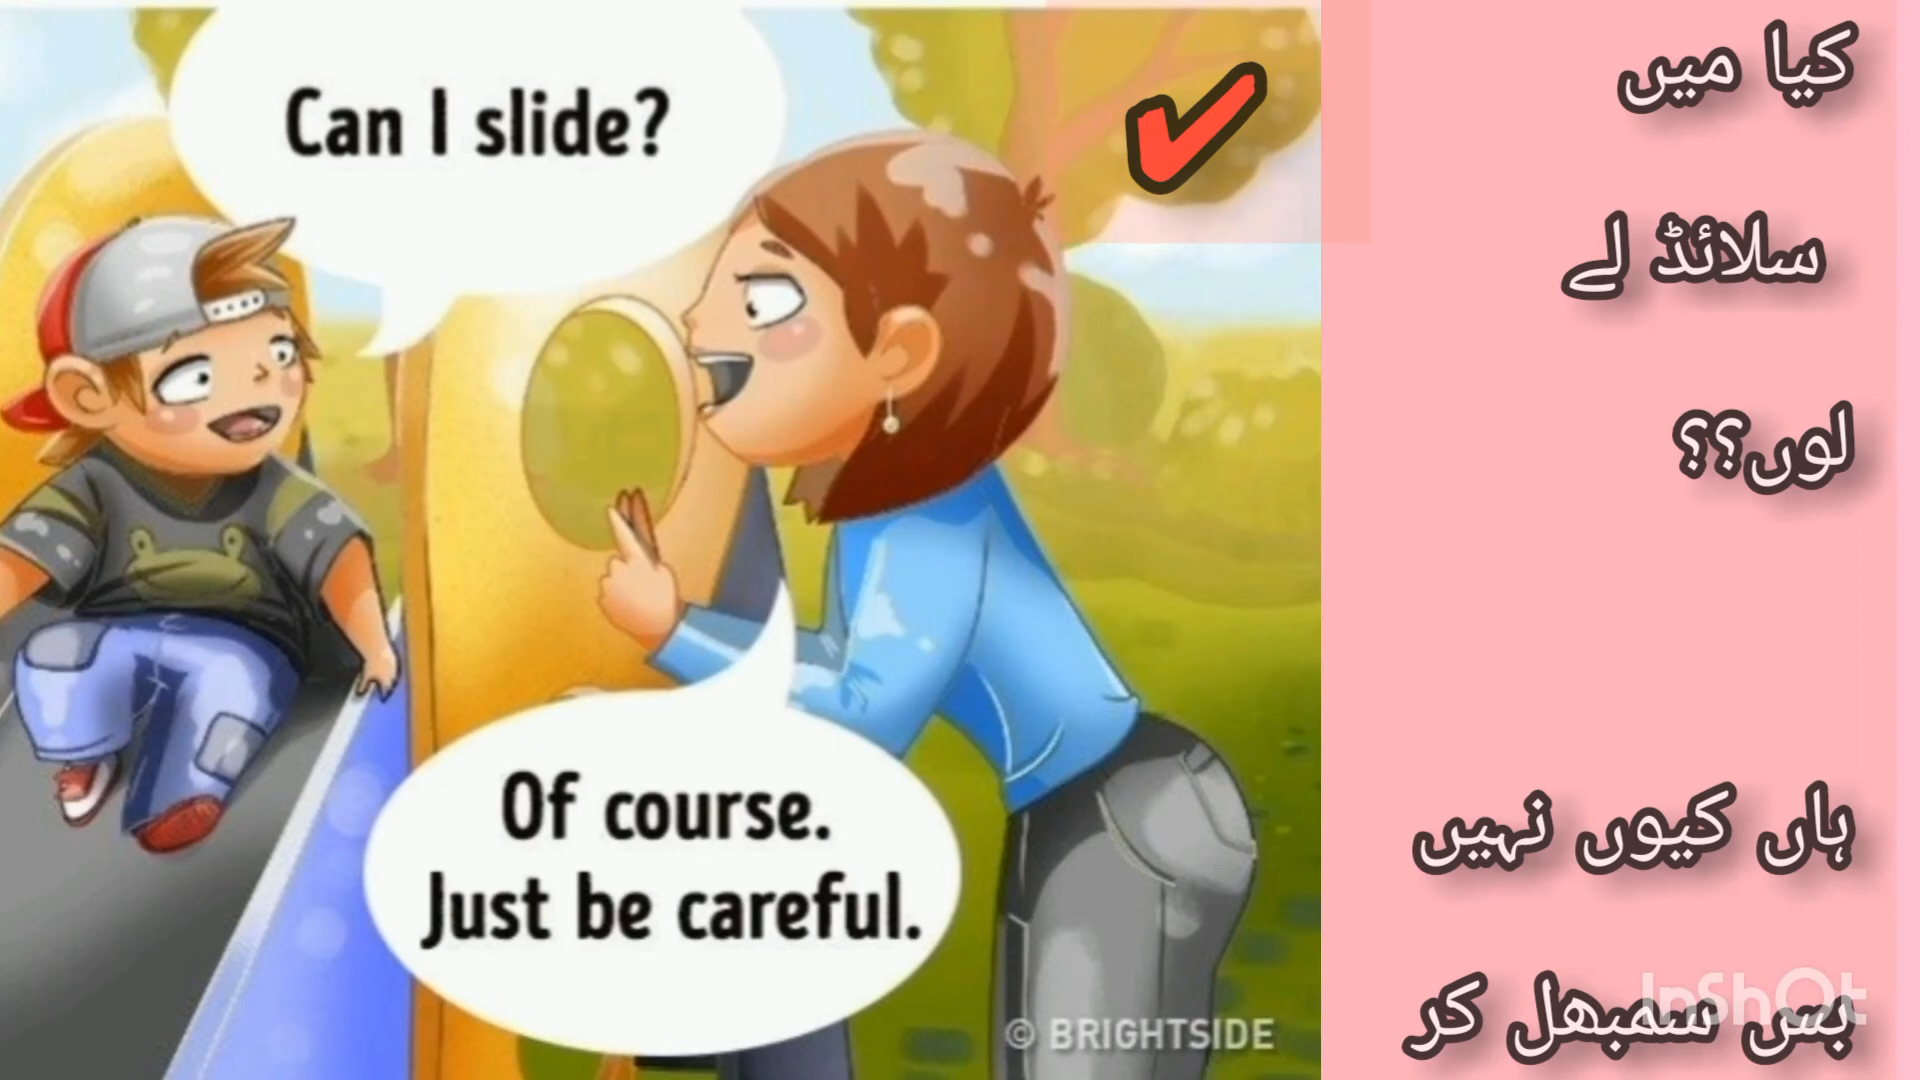 Can I slide?
Of course.
Just be careful.
© BRIGHTSIDE
کیا میں
سلائڈ لے
لوں؟؟
ہاں کیوں نہیں
بس سمبھل کر
InShOt